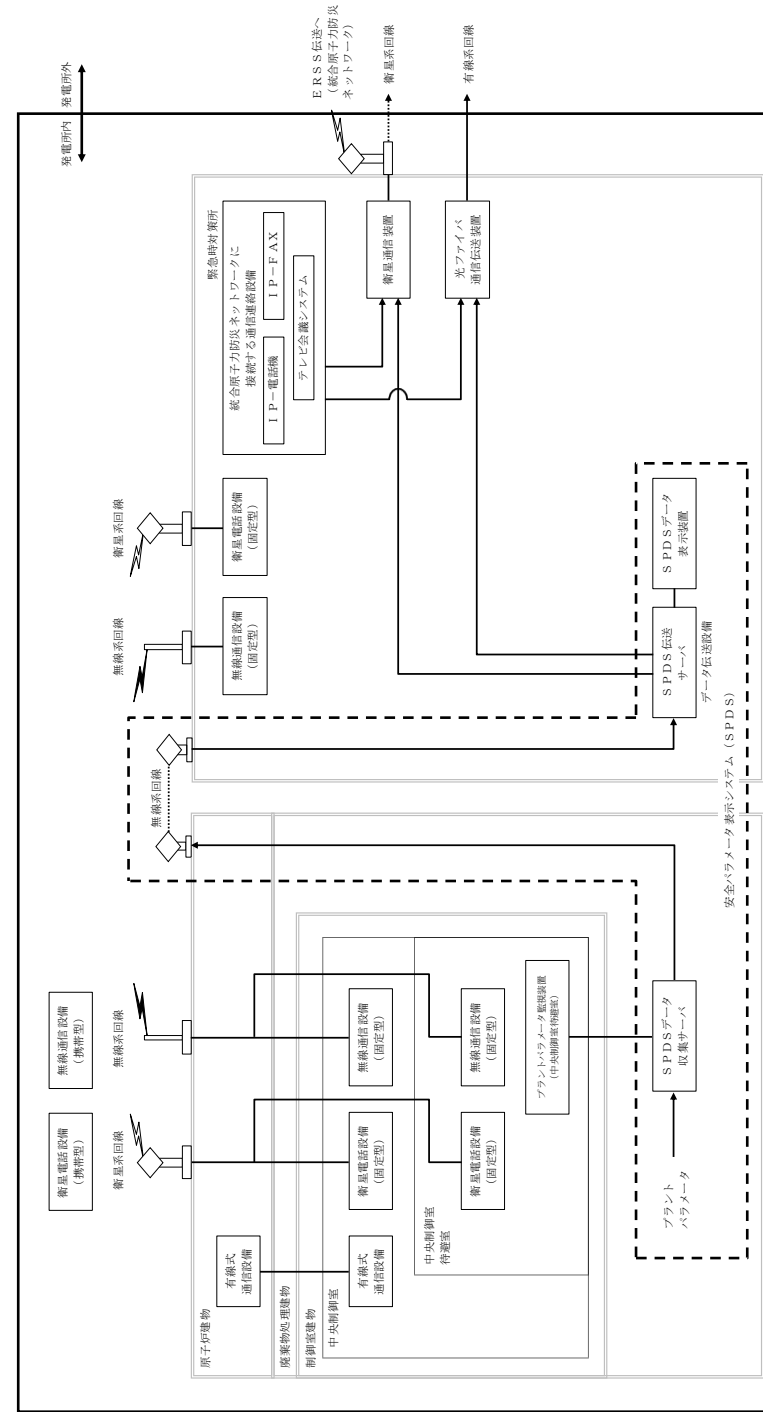 発電所内 発電所外
ERSS伝送へ
(統合原子力防災
ネットワーク)
衛星系回線
有線系回線
緊急時対策所
統合原子力防災ネットワークに
接続する通信連絡設備
IP-電話機
IP-FAX
テレビ会議システム
衛星通信装置
光ファイバ
通信伝送装置
衛星系回線
衛星電話設備
(固定型)
無線系回線
無線通信設備
(固定型)
SPDSデータ
表示装置
SPDS伝送
サーバ
データ伝送設備
無線系回線
安全パラメータ表示システム(SPDS)
無線通信設備
(携帯型)
無線系回線
衛星電話設備
(携帯型)
衛星系回線
無線通信設備
(固定型)
無線通信設備
(固定型)
衛星電話設備
(固定型)
衛星電話設備
(固定型)
プラントパラメータ監視装置
(中央制御室待避室)
SPDSデータ
収集サーバ
プラント
パラメータ
有線式
通信設備
有線式
通信設備
原子炉建物
廃棄物処理建物
制御室建物
中央制御室
中央制御室
待避室